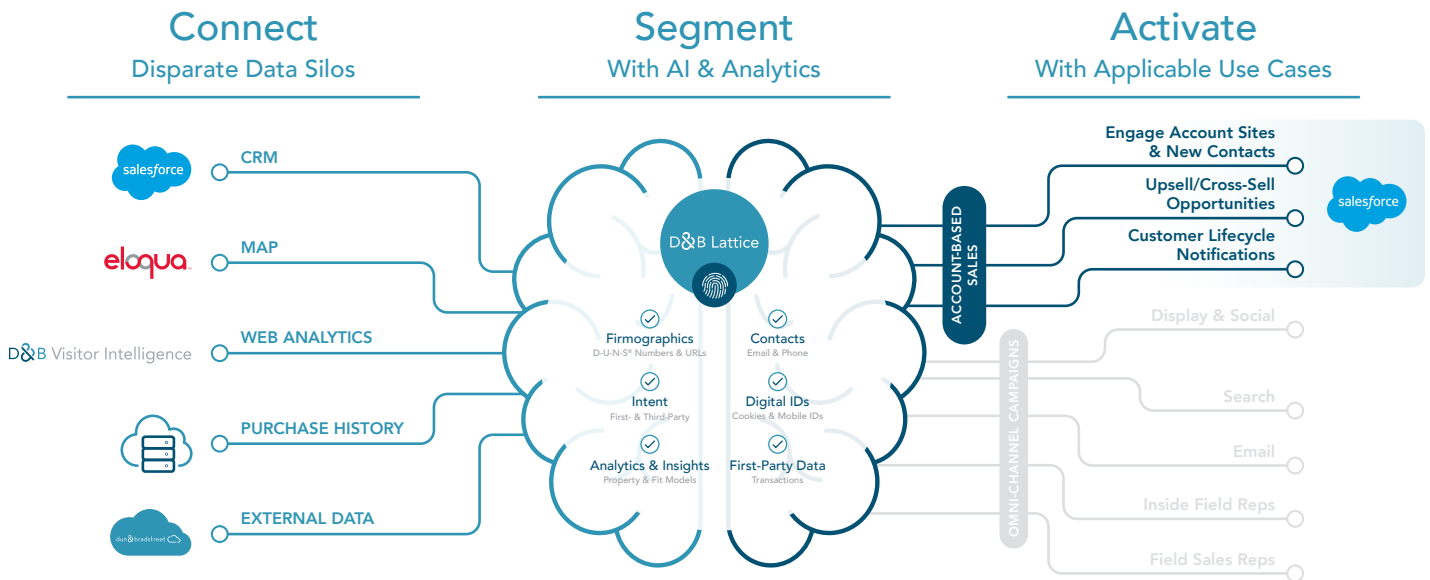 Connect
Disparate Data Silos
Segment
With AI & Analytics
Activate
With Applicable Use Cases
salesforce
CRM
eloqua
MAP
D&B Visitor Intelligence
WEB ANALYTICS
PURCHASE HISTORY
dun & bradstreet
EXTERNAL DATA
D&B Lattice
Firmographics
D-U-N-S® Numbers & URLs
Contacts
Email & Phone
Intent
First- & Third-Party
Digital IDs
Cookies & Mobile IDs
Analytics & Insights
Property & Fit Models
First-Party Data
Transactions
ACCOUNT-BASED
SALES
Engage Account Sites
& New Contacts
Upsell/Cross-Sell
Opportunities
Customer Lifecycle
Notifications
salesforce
OMNI-CHANNEL CAMPAIGNS
Display & Social
Search
Email
Inside Field Reps
Field Sales Reps